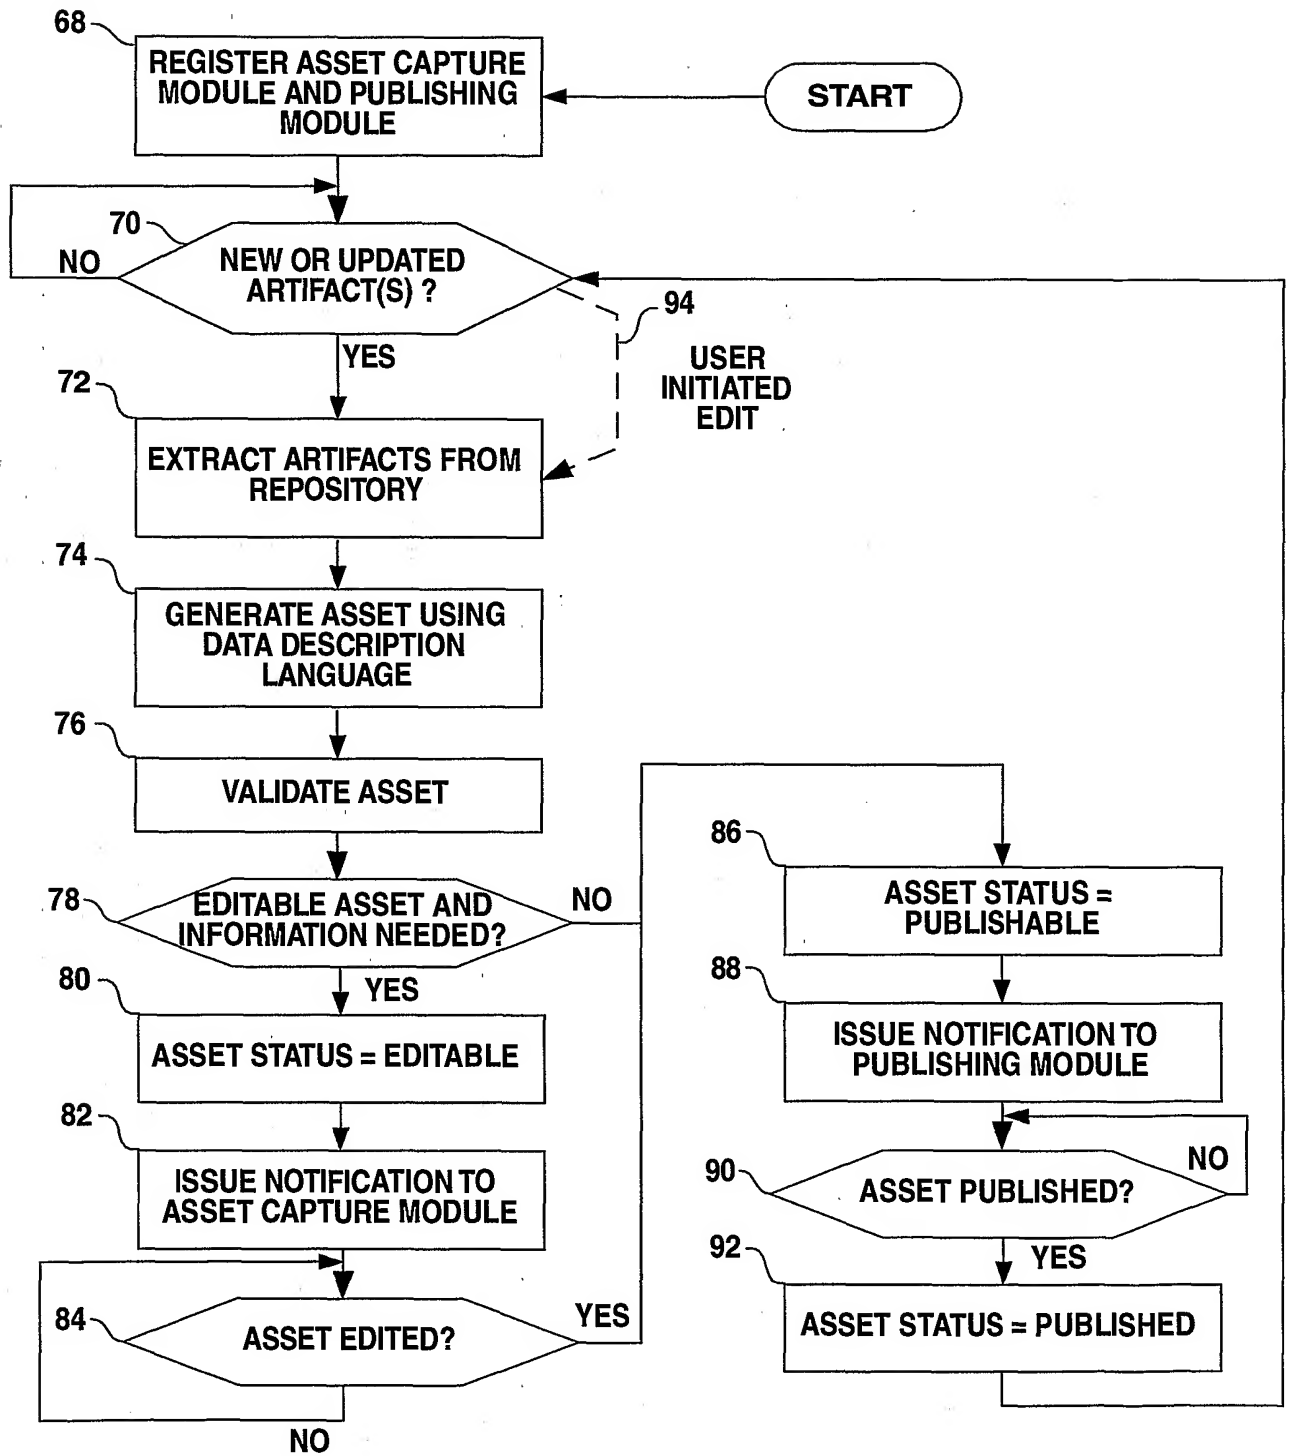 68
REGISTER ASSET CAPTURE
MODULE AND PUBLISHING
MODULE
START
70
NO
NEW OR UPDATED
ARTIFACT(S) ?
94
YES
USER
INITIATED
EDIT
72
EXTRACT ARTIFACTS FROM
REPOSITORY
74
GENERATE ASSET USING
DATA DESCRIPTION
LANGUAGE
76
VALIDATE ASSET
78
EDITABLE ASSET AND
INFORMATION NEEDED?
NO
YES
80
ASSET STATUS = EDITABLE
82
ISSUE NOTIFICATION TO
ASSET CAPTURE MODULE
84
ASSET EDITED?
YES
NO
86
ASSET STATUS =
PUBLISHABLE
88
ISSUE NOTIFICATION TO
PUBLISHING MODULE
90
NO
ASSET PUBLISHED?
YES
92
ASSET STATUS = PUBLISHED